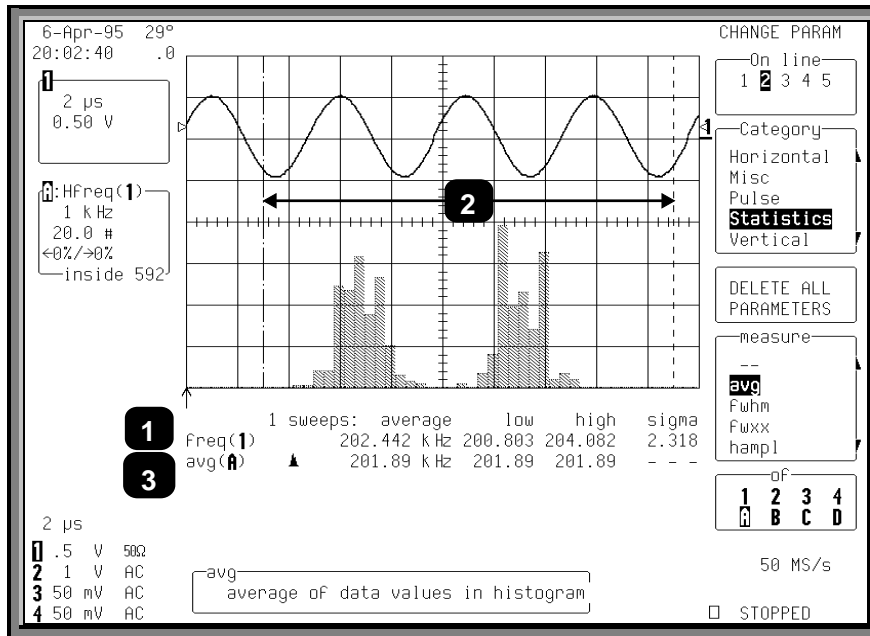 6-Apr-95 29°
20:02:40 .0
1
2 µs
0.50 V
A:Hfreq(1)
1 kHz
20.0 #
←0%/→0%
inside 592
1
2
1 sweeps: average low high sigma
1
freq(1) 202.442 kHz 200.803 204.082 2.318
3
avg(A) 201.89 kHz 201.89 201.89 - - -
2 µs
1 .5 V 50Ω
2 1 V AC
3 50 mV AC
4 50 mV AC
avg
average of data values in histogram
CHANGE PARAM
On line
1 2 3 4 5
Category
Horizontal
Misc
Pulse
Statistics
Vertical
DELETE ALL
PARAMETERS
measure
--
avg
fwhm
fwxx
hampl
of
1 2 3 4
A B C D
50 MS/s
STOPPED